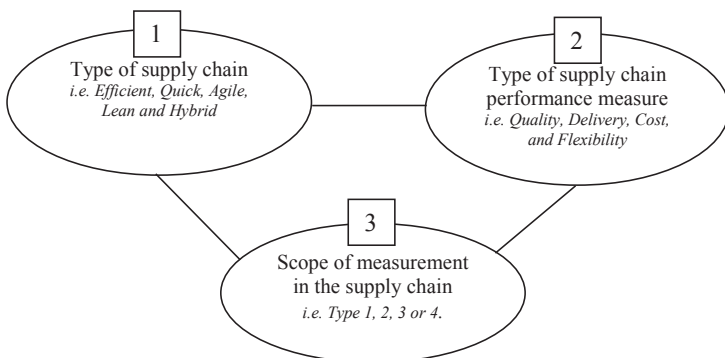 1
Type of supply chain
i.e. Efficient, Quick, Agile,
Lean and Hybrid
2
Type of supply chain
performance measure
i.e. Quality, Delivery, Cost,
and Flexibility
3
Scope of measurement
in the supply chain
i.e. Type 1, 2, 3 or 4.